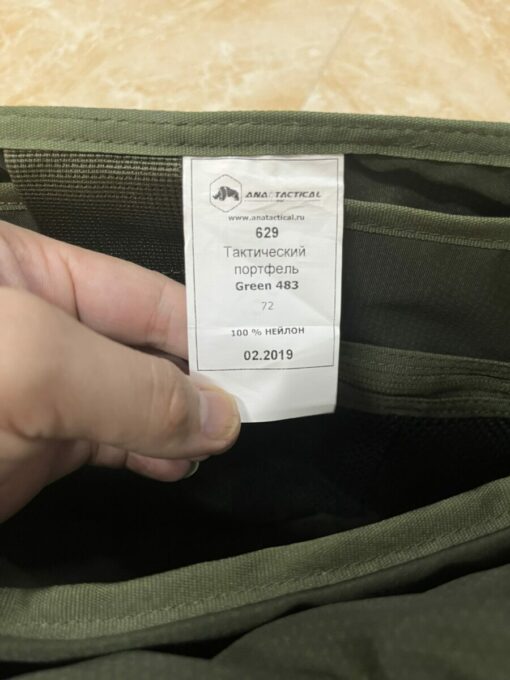 ANA TACTICAL
www.anatactical.ru
629
Тактический
портфель
Green 483
72
100 % НЕЙЛОН
02.2019